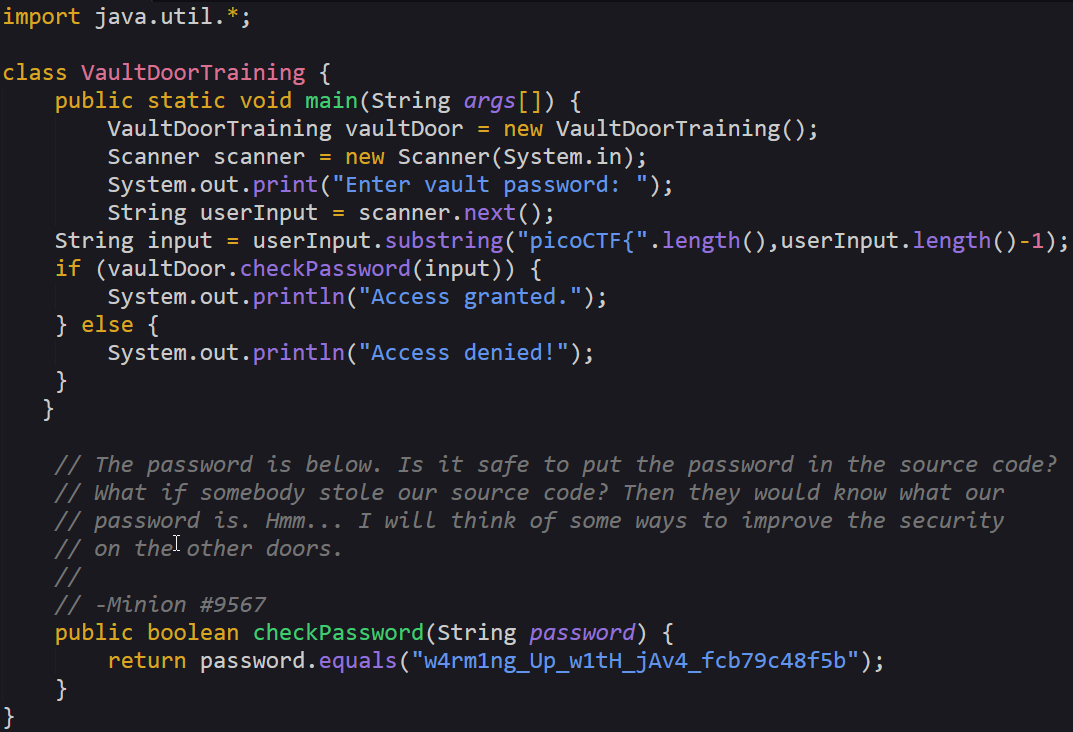 import java.util.*;
class VaultDoorTraining {
public static void main(String args[]) {
VaultDoorTraining vaultDoor = new VaultDoorTraining();
Scanner scanner = new Scanner(System.in);
System.out.print("Enter vault password: ");
String userInput = scanner.next();
String input = userInput.substring("picoCTF{".length(),userInput.length()-1);
if (vaultDoor.checkPassword(input)) {
System.out.println("Access granted.");
} else {
System.out.println("Access denied!");
}
}
// The password is below. Is it safe to put the password in the source code?
// What if somebody stole our source code? Then they would know what our
// password is. Hmm... I will think of some ways to improve the security
// on the other doors.
//
// -Minion #9567
public boolean checkPassword(String password) {
return password.equals("w4rm1ng_Up_w1tH_jAv4_fcb79c48f5b");
}
}